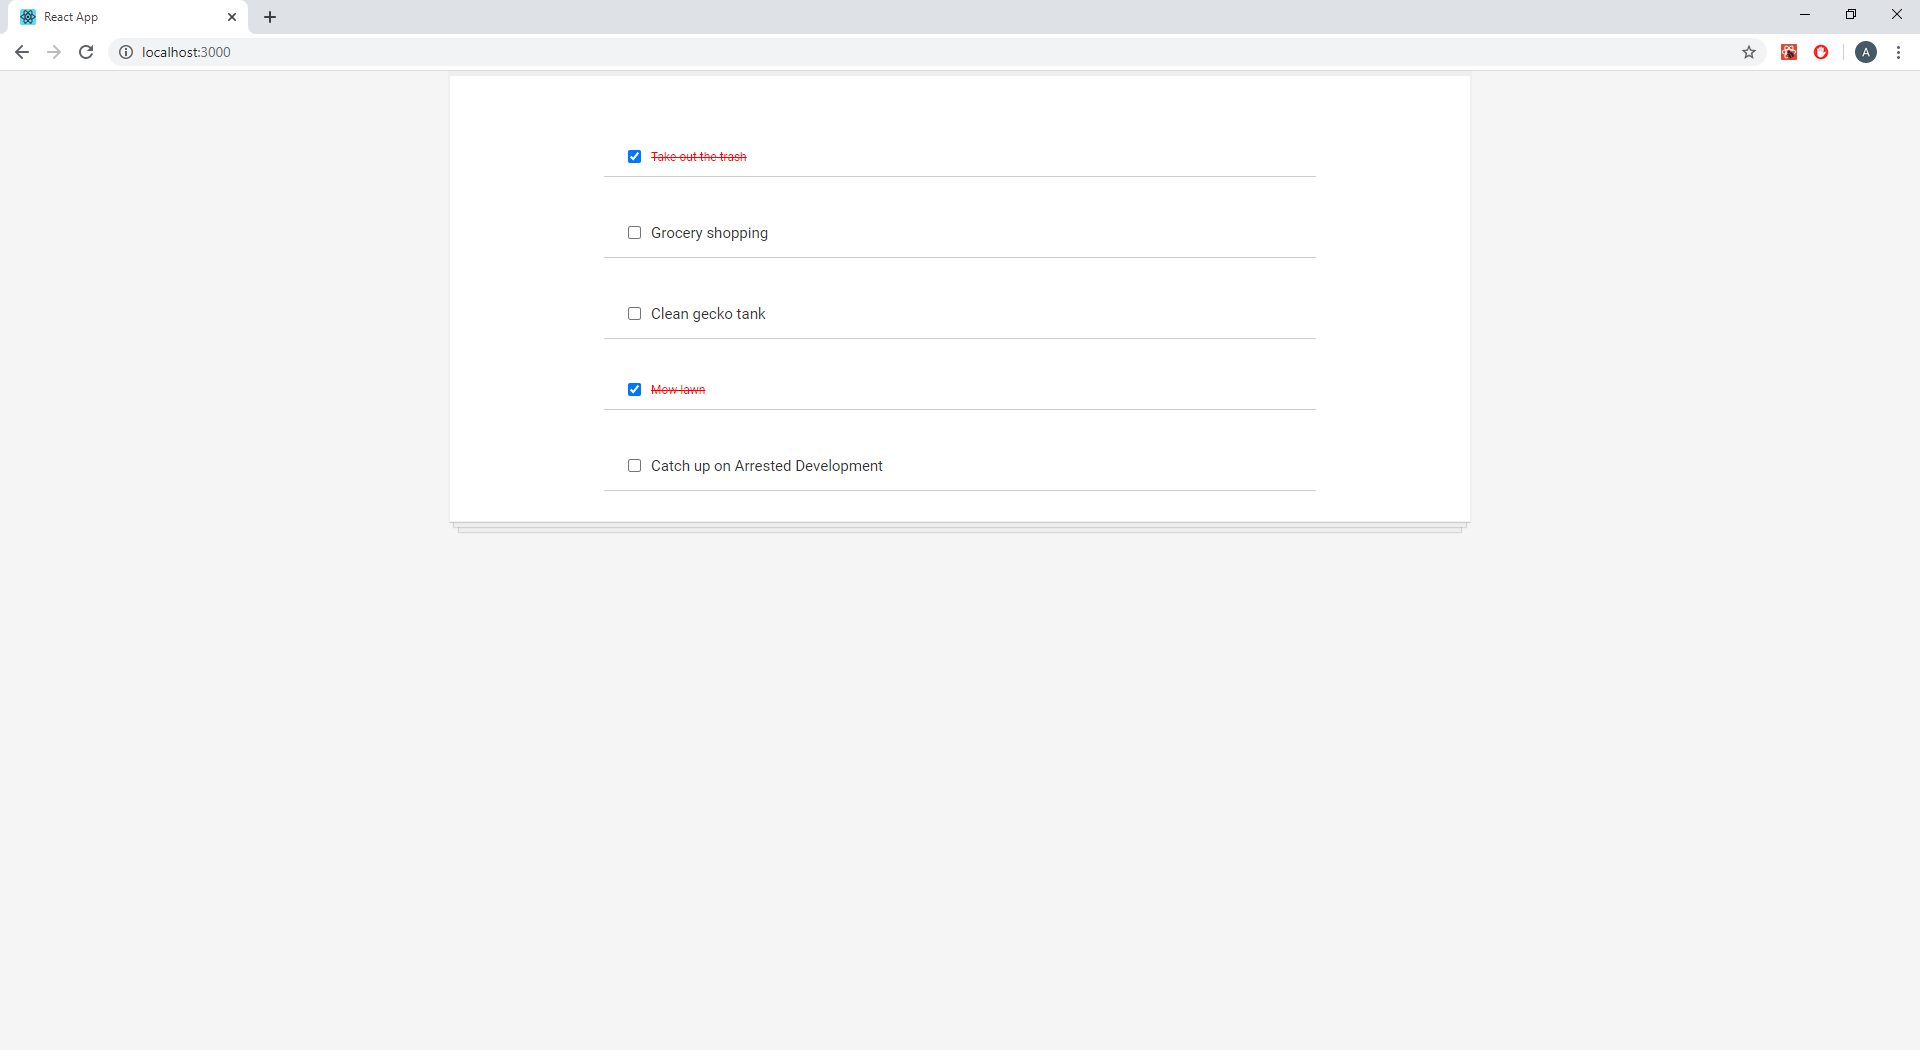 React App
localhost:3000
A
Take out the trash
Grocery shopping
Clean gecko tank
Mow lawn
Catch up on Arrested Development